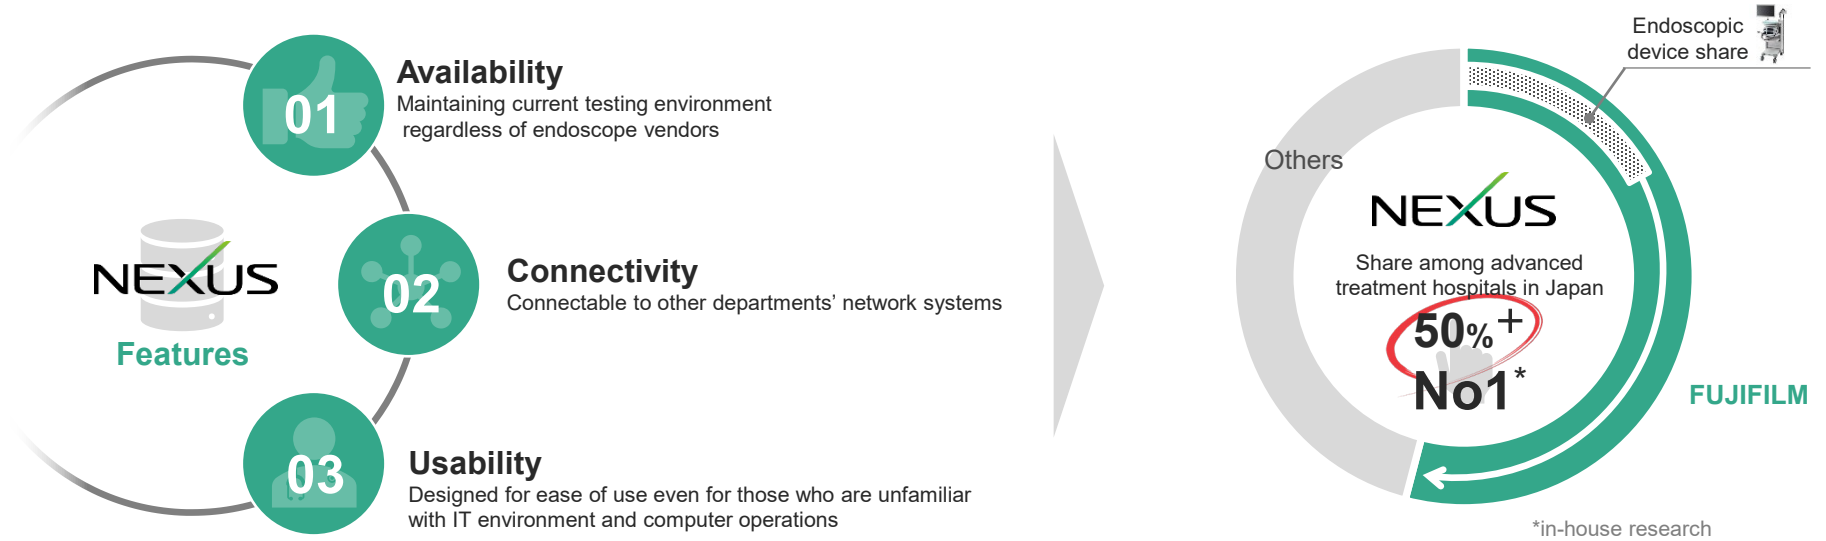 01
Availability
Maintaining current testing environment
regardless of endoscope vendors
NEXUS
Features
02
Connectivity
Connectable to other departments’ network systems
03
Usability
Designed for ease of use even for those who are unfamiliar
with IT environment and computer operations
Endoscopic
device share
Others
NEXUS
Share among advanced
treatment hospitals in Japan
50%+
No1*
FUJIFILM
*in-house research